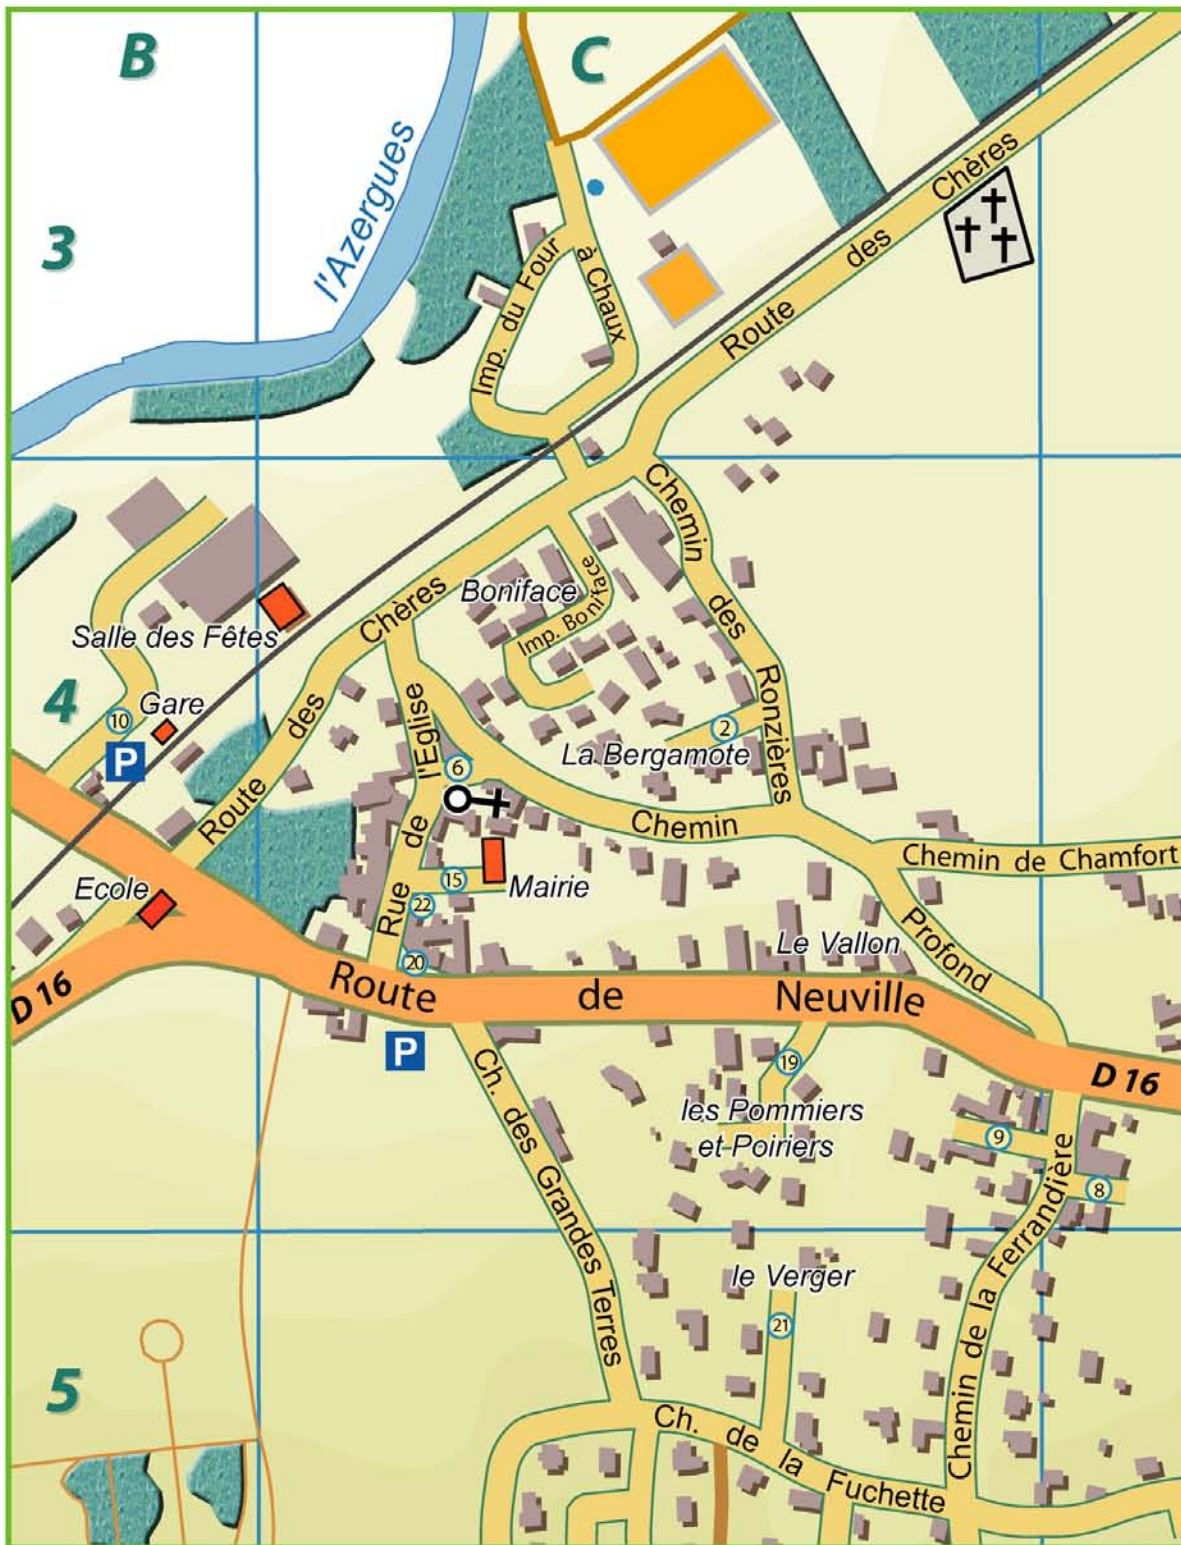 B
C
3
l'Azergues
Route des Chères
Imp. du Four
à Chaux
4
Salle des Fêtes
Gare
10
P
Boniface
Imp. Boniface
Chemin des Ronzières
Route des Chères
La Bergamote
2
Rue de l'Eglise
6
15
22
20
Mairie
Chemin
Profond
Chemin de Chamfort
Ecole
Le Vallon
D 16
Route de Neuville
D 16
P
Ch. des Grandes Terres
19
les Pommiers
et Poiriers
9
8
Chemin de la Ferrandière
le Verger
21
5
Ch. de la Fuchette